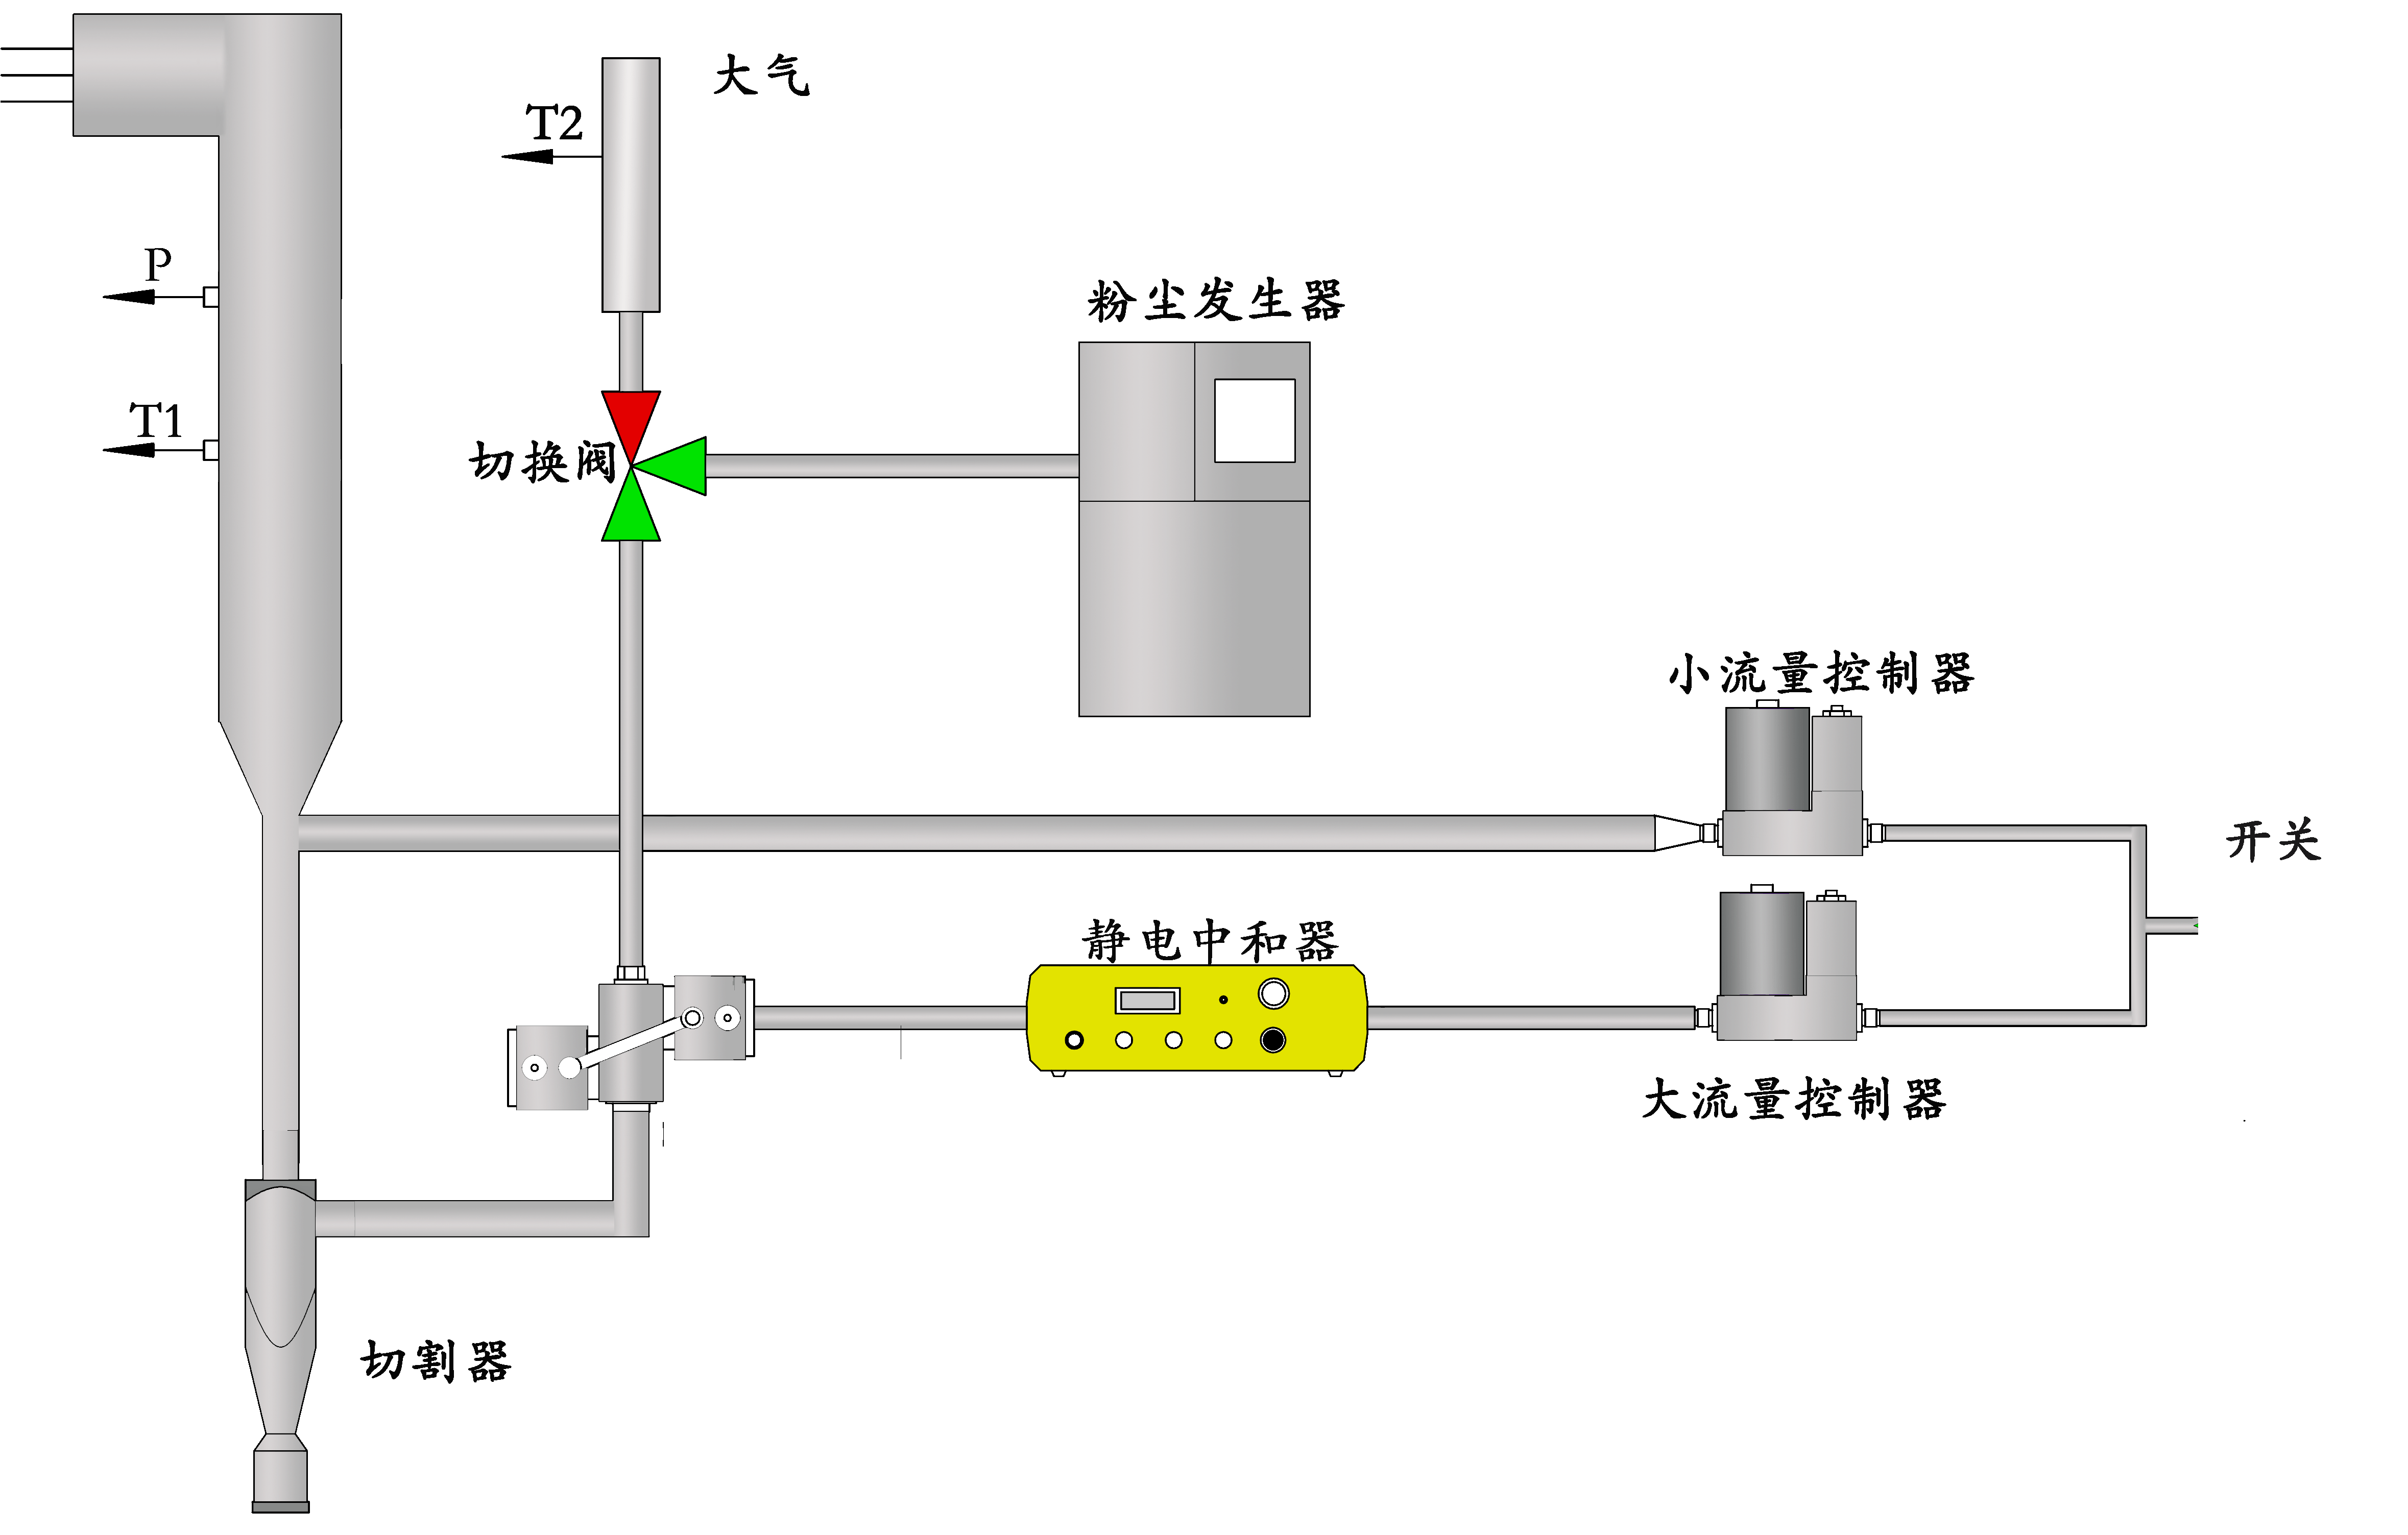 大气
T2
P
粉尘发生器
T1
切换阀
小流量控制器
开关
静电中和器
大流量控制器
切割器